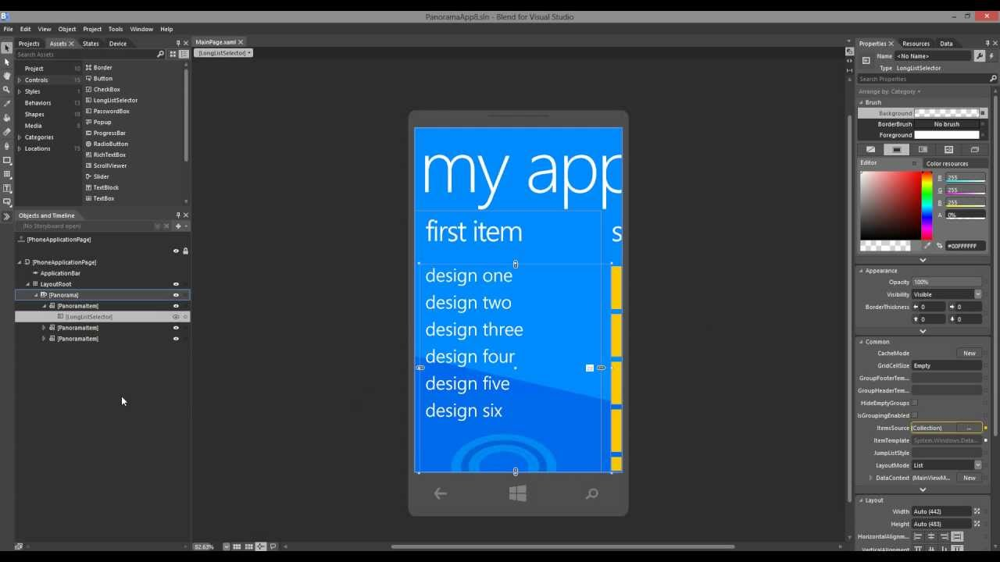 PanoramaApp8.sln - Blend for Visual Studio
File Edit View Object Project Tools Window Help
Projects Assets States Device
Search Assets
Project 10
Controls 15
Styles 1
Behaviors 13
Shapes 18
Media 3
Categories
Locations 75
Border
Button
CheckBox
LongListSelector
PasswordBox
Popup
ProgressBar
RadioButton
RichTextBox
ScrollViewer
Slider
TextBlock
TextBox
Objects and Timeline
(No Storyboard open)
[PhoneApplicationPage]
[PhoneApplicationPage]
ApplicationBar
LayoutRoot
[Panorama]
[PanoramaItem]
[LongListSelector]
[PanoramaItem]
[PanoramaItem]
MainPage.xaml
[LongListSelector]
my app
first item
s
design one
design two
design three
design four
design five
design six
82.63%
Properties Resources Data
Name <No Name>
Type LongListSelector
Search Properties
Arrange by: Category
Brush
Background
BorderBrush No brush
Foreground
Editor Color resources
255
G 255
B 255
A 0%
#00FFFFFF
Appearance
Opacity 100%
Visibility Visible
BorderThickness 0 0
0 0
Common
CacheMode New
GridCellSize Empty
GroupFooterTem...
GroupHeaderTem...
HideEmptyGroups
IsGroupingEnabled
ItemsSource (Collection) ...
ItemTemplate System.Windows.Data...
JumpListStyle
LayoutMode List
DataContext (MainViewM... New
Layout
Width Auto (442)
Height Auto (483)
HorizontalAlignm...
VerticalAlignm...